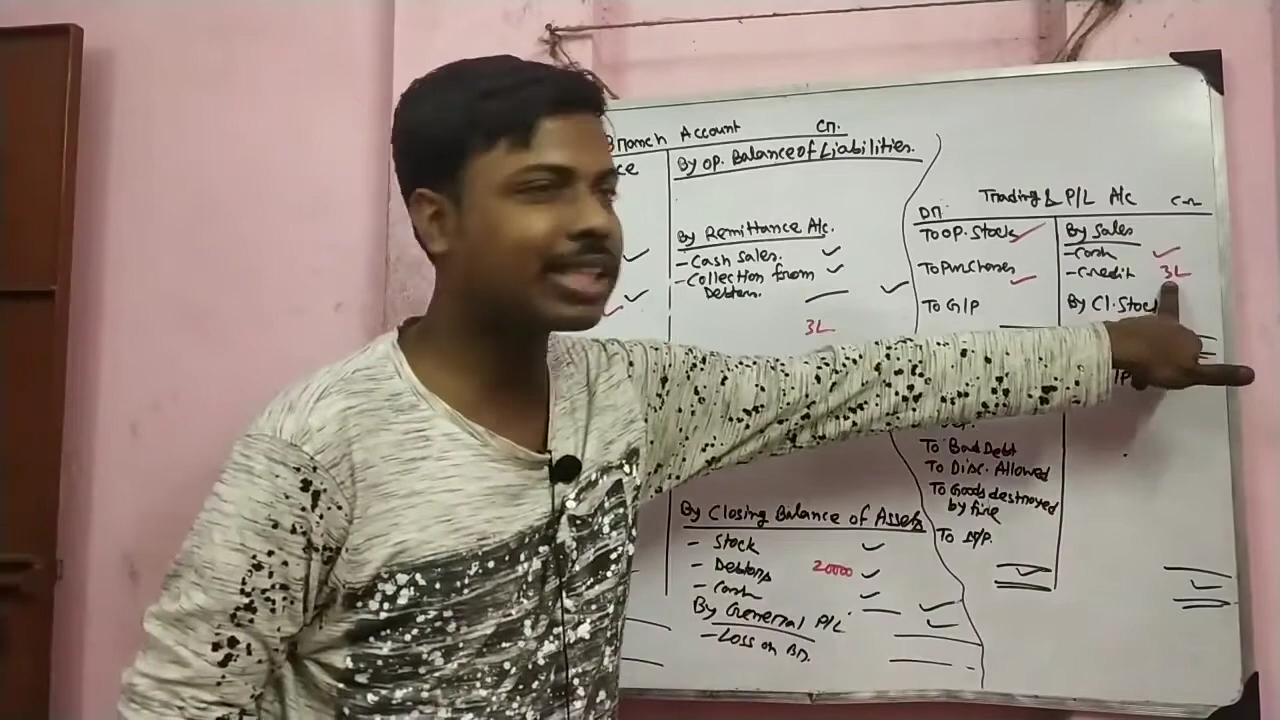 Branch Account Cr.
ce
By op. Balance of Liabilities.
By Remittance A/c.
- Cash Sales.
- Collection from
Debtors.
3L
By Closing Balance of Assets
- Stock
- Debtors 20000
- Cash
By General P/L
- Loss on Br.
Trading & P/L A/c
Dr. Cr
To op. Stock
To Purchases
To G/P
By Sales
- Cash
- Credit 3L
By Cl. Stock
To Bad Debt
To Disc. Allowed
To Goods destroyed
by fire
To N/P.